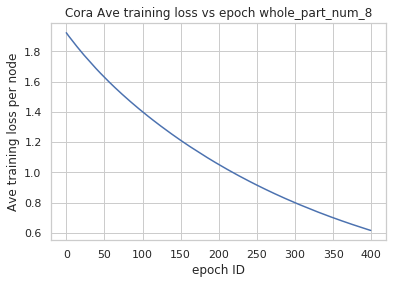 Cora Ave training loss vs epoch whole_part_num_8
Ave training loss per node
1.8
1.6
1.4
1.2
1.0
0.8
0.6
0 50 100 150 200 250 300 350 400
epoch ID